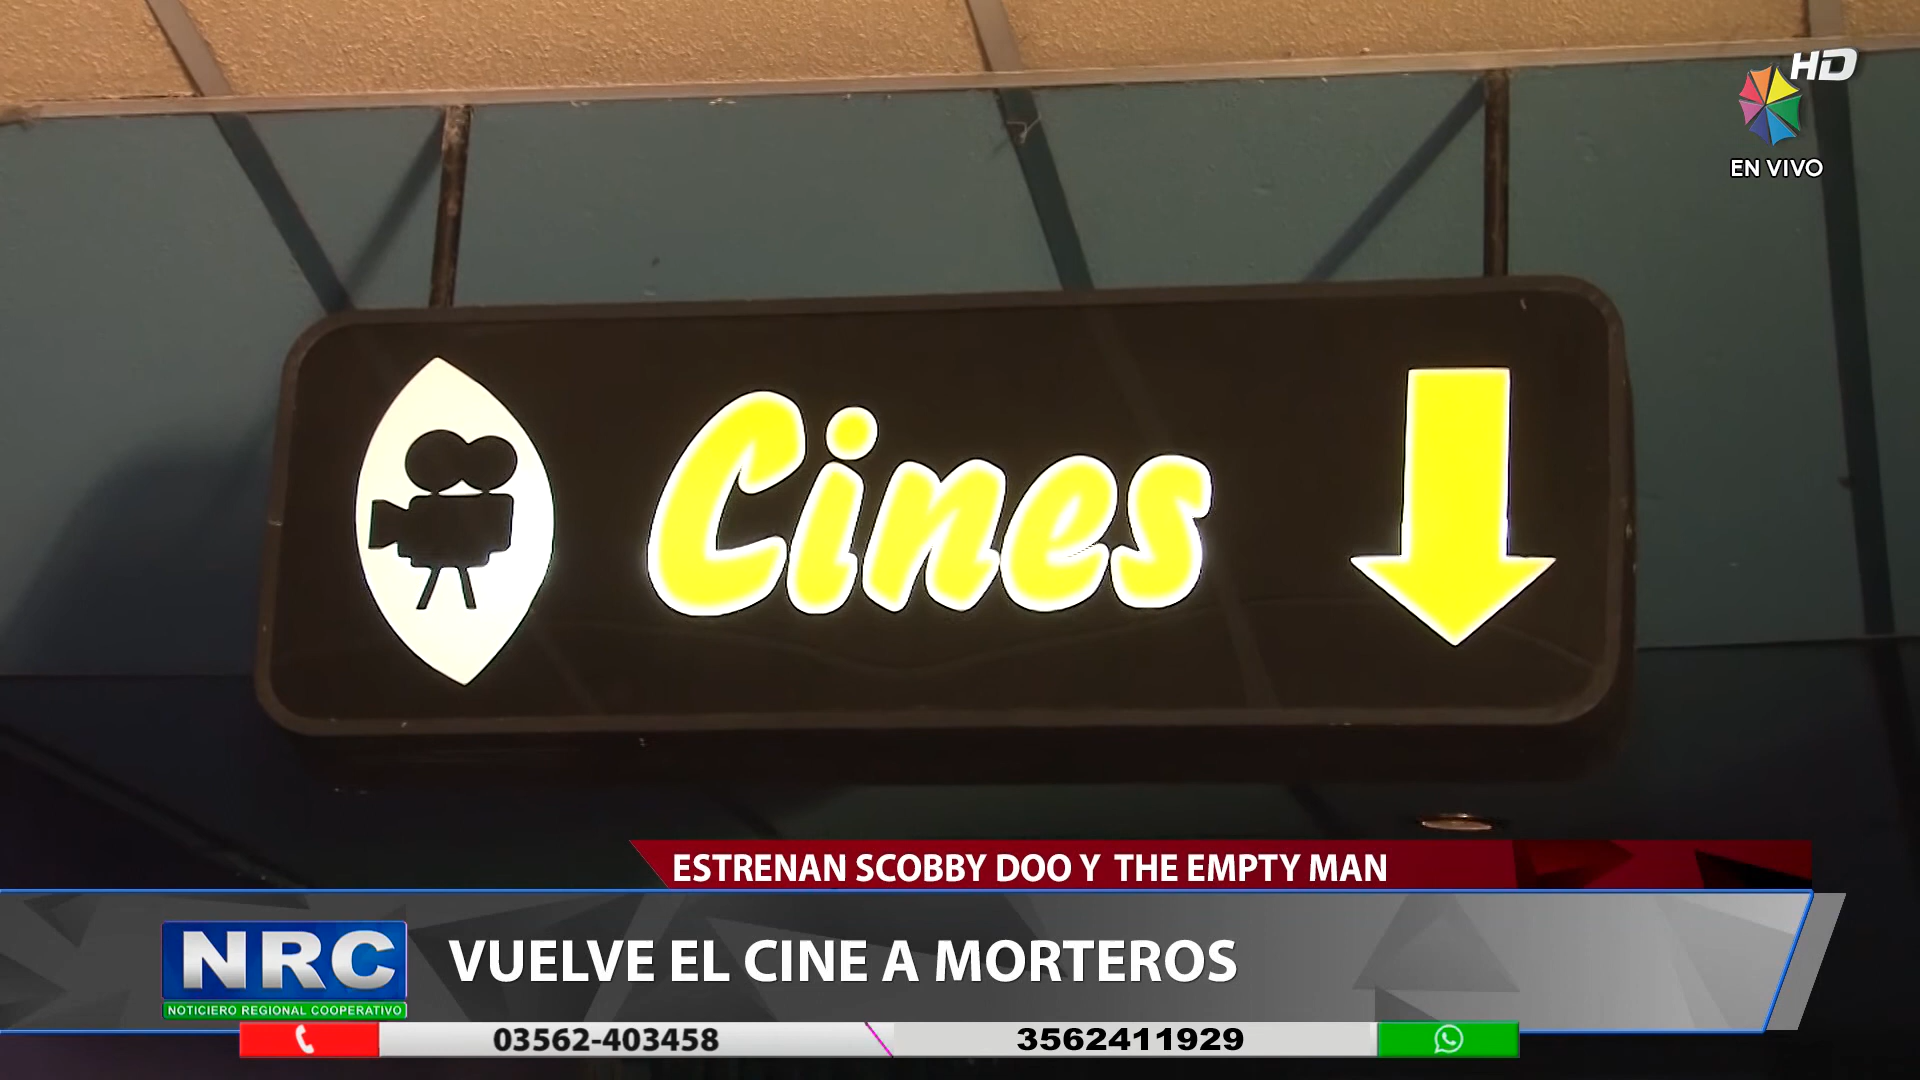 HD
EN VIVO
Cines
ESTRENAN SCOBBY DOO Y THE EMPTY MAN
NRC
NOTICIERO REGIONAL COOPERATIVO
VUELVE EL CINE A MORTEROS
03562-403458
3562411929